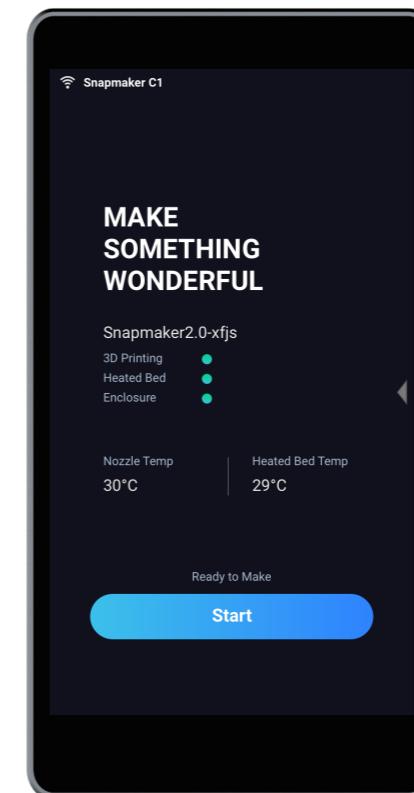 Snapmaker C1
MAKE
SOMETHING
WONDERFUL
Snapmaker2.0-xfjs
3D Printing
Heated Bed
Enclosure
Nozzle Temp
Heated Bed Temp
30°C
29°C
Ready to Make
Start